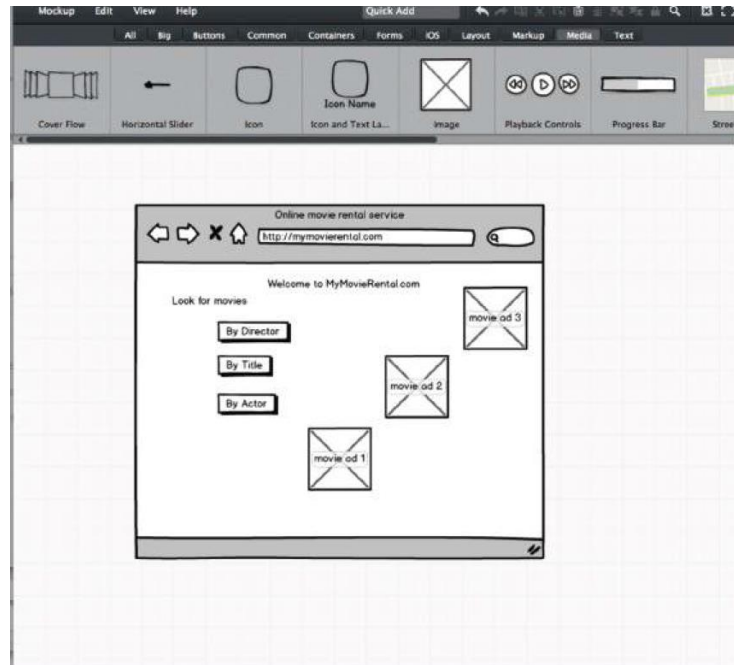 Mockup Edit View Help Quick Add
All Big Buttons Common Containers Forms iOS Layout Markup Media Text
Icon Name
Cover Flow Horizontal Slider Icon Icon and Text La... Image Playback Controls Progress Bar Stree
Online movie rental service
http://mymovierental.com
Welcome to MyMovieRental.com
Look for movies
movie ad 3
By Director
By Title
movie ad 2
By Actor
movie ad 1